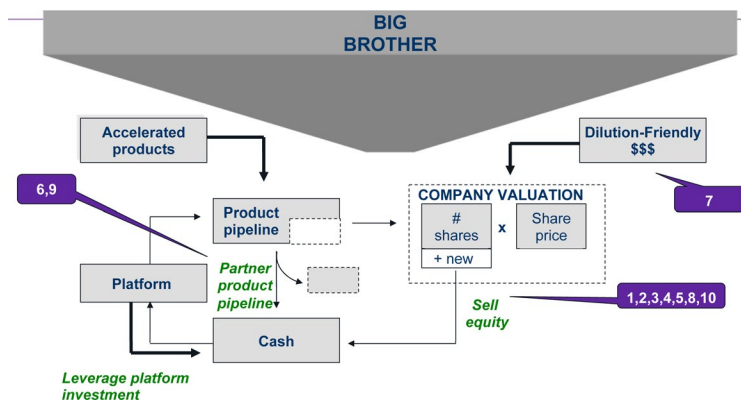 BIG
BROTHER
Accelerated
products
Dilution-Friendly
$$$
6,9
7
COMPANY VALUATION
Product
pipeline
#
shares
x
Share
price
+ new
Platform
Partner
product
pipeline
1,2,3,4,5,8,10
Sell
equity
Cash
Leverage platform
investment